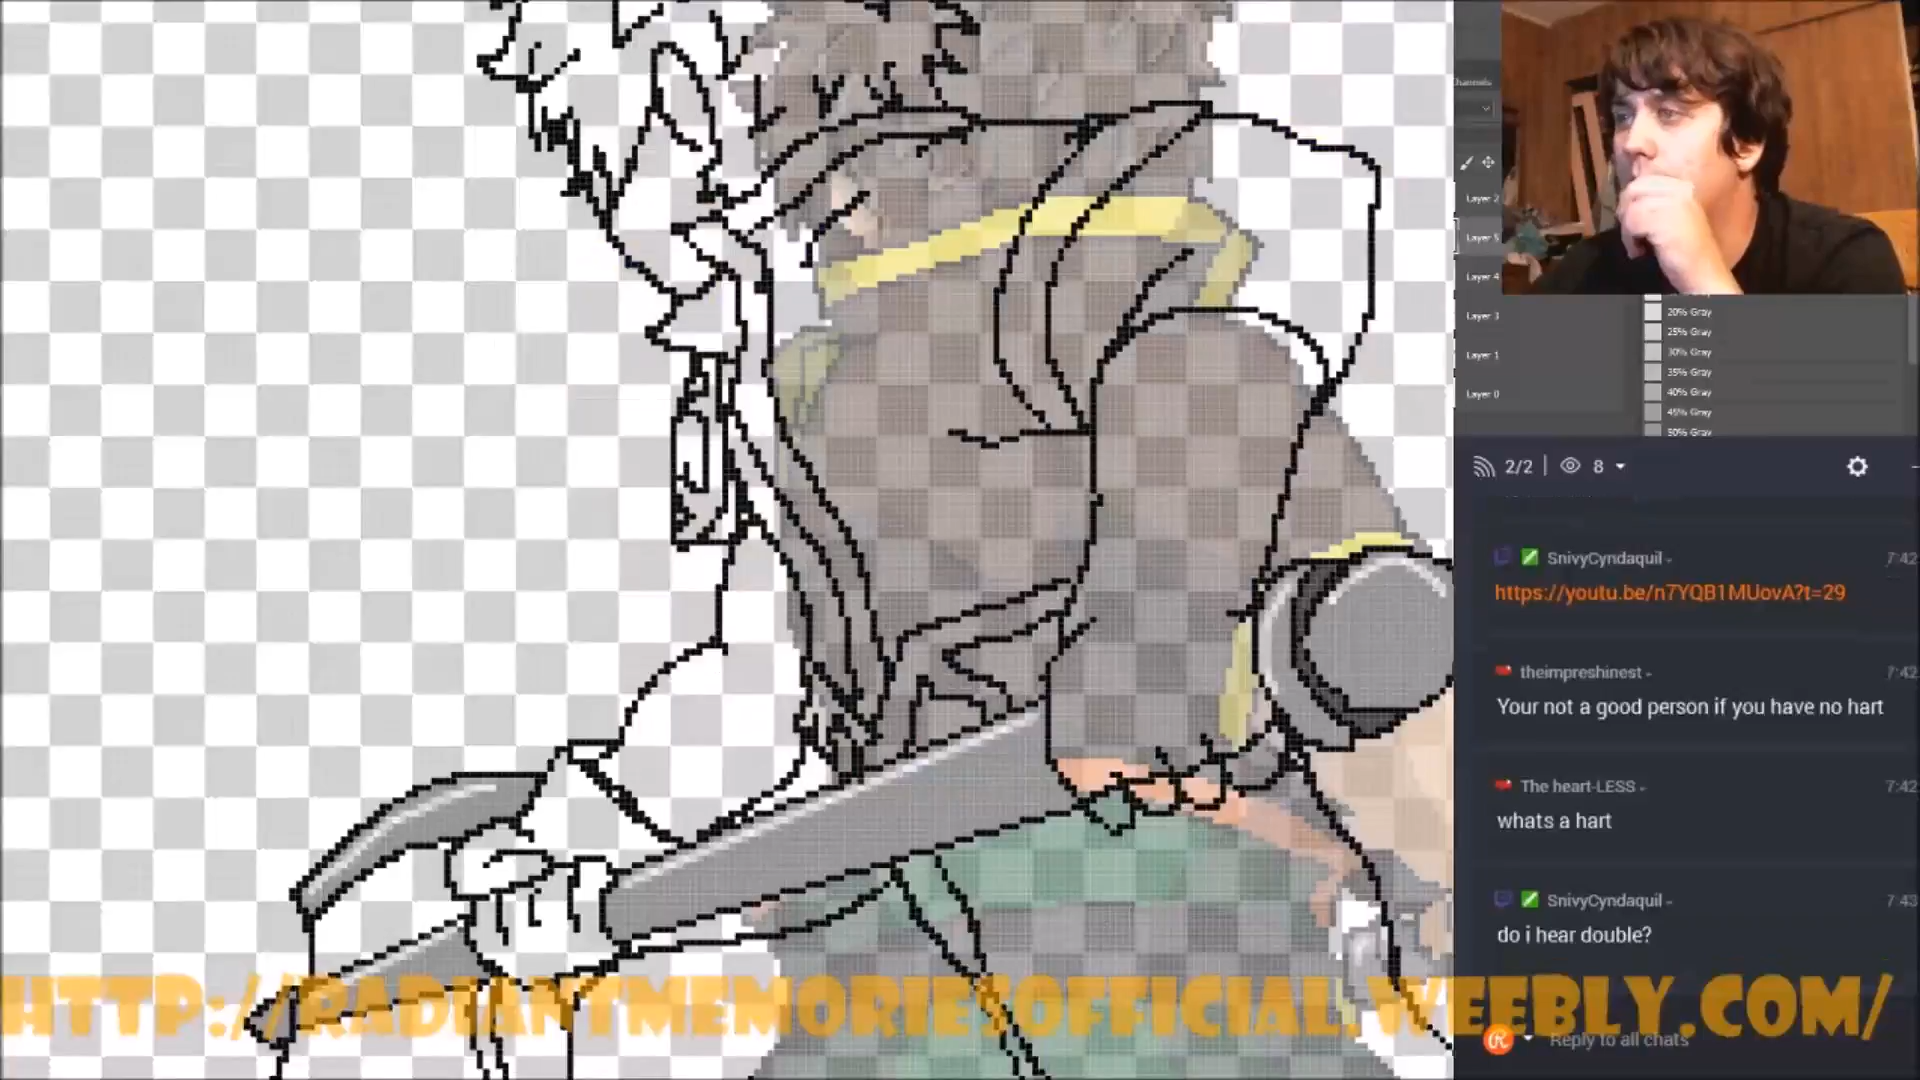 Channels
Layer 2
Layer 5
Layer 4
Layer 3
Layer 1
Layer 0
20% Gray
25% Gray
30% Gray
35% Gray
40% Gray
45% Gray
50% Gray
2/2 8
SnivyCyndaquil 7:42
https://youtu.be/n7YQB1MUovA?t=29
theimpreshinest 7:42
Your not a good person if you have no hart
The heart-LESS 7:42
whats a hart
SnivyCyndaquil 7:43
do i hear double?
HTTP://RADIANTMEMORIESOFFICIAL.WEEBLY.COM/
Reply to all chats